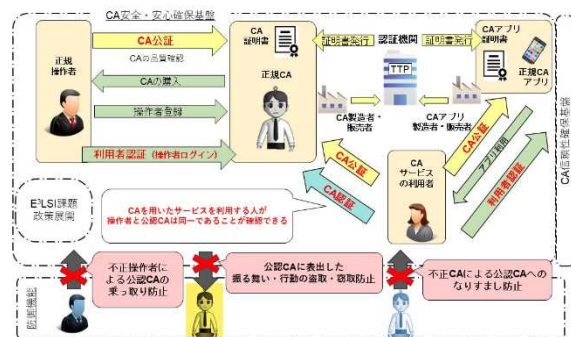 CA安全・安心確保基盤
CA公証
CAの品質確認
CAの購入
操作者登録
利用者認証 (操作者ログイン)
正規
操作者
CA
証明書
正規CA
証明書発行
認証機関
証明書発行
TTP
CA製造者・
販売者
CAアプリ
製造者・販売者
CAアプリ
証明書
正規CA
アプリ
CA公証
CA認証
CA
サービス
の利用者
CA公証
アプリ利用
利用者認証
CA信頼性確保基盤
E³LSI課題
政策展開
CAを用いたサービスを利用する人が
操作者と公認CAは同一であることが確認できる
防御機能
不正操作者に
よる公認CAの
乗っ取り防止
公認CAに表出した
振る舞い・行動の盗取・窃取防止
不正CAによる公認CAへの
なりすまし防止